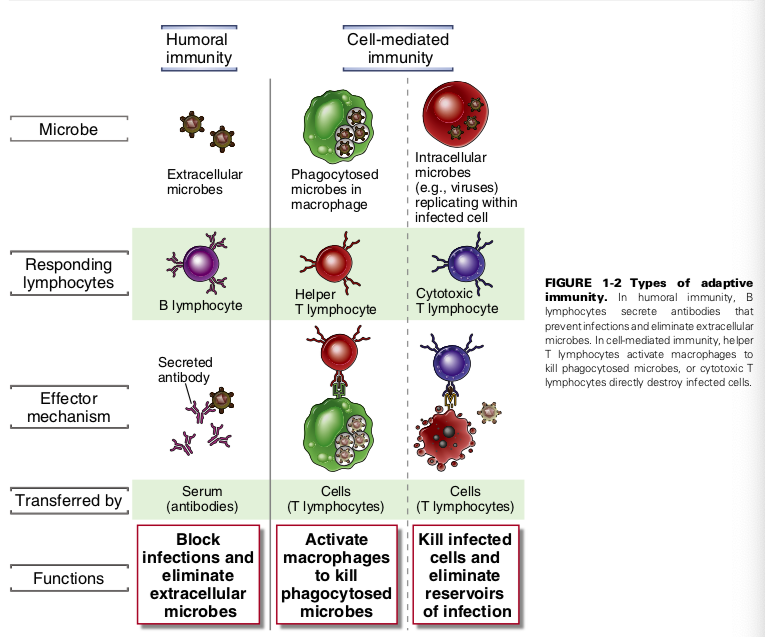 Humoral
immunity
Cell-mediated
immunity
Microbe
Extracellular
microbes
Phagocytosed
microbes in
macrophage
Intracellular
microbes
(e.g., viruses)
replicating within
infected cell
Responding
lymphocytes
B lymphocyte
Helper
T lymphocyte
Cytotoxic
T lymphocyte
Effector
mechanism
Secreted
antibody
Transferred by
Serum
(antibodies)
Cells
(T lymphocytes)
Cells
(T lymphocytes)
Functions
Block
infections and
eliminate
extracellular
microbes
Activate
macrophages
to kill
phagocytosed
microbes
Kill infected
cells and
eliminate
reservoirs
of infection
FIGURE 1-2 Types of adaptive
immunity. In humoral immunity, B
lymphocytes secrete antibodies that
prevent infections and eliminate extracellular
microbes. In cell-mediated immunity, helper
T lymphocytes activate macrophages to
kill phagocytosed microbes, or cytotoxic T
lymphocytes directly destroy infected cells.